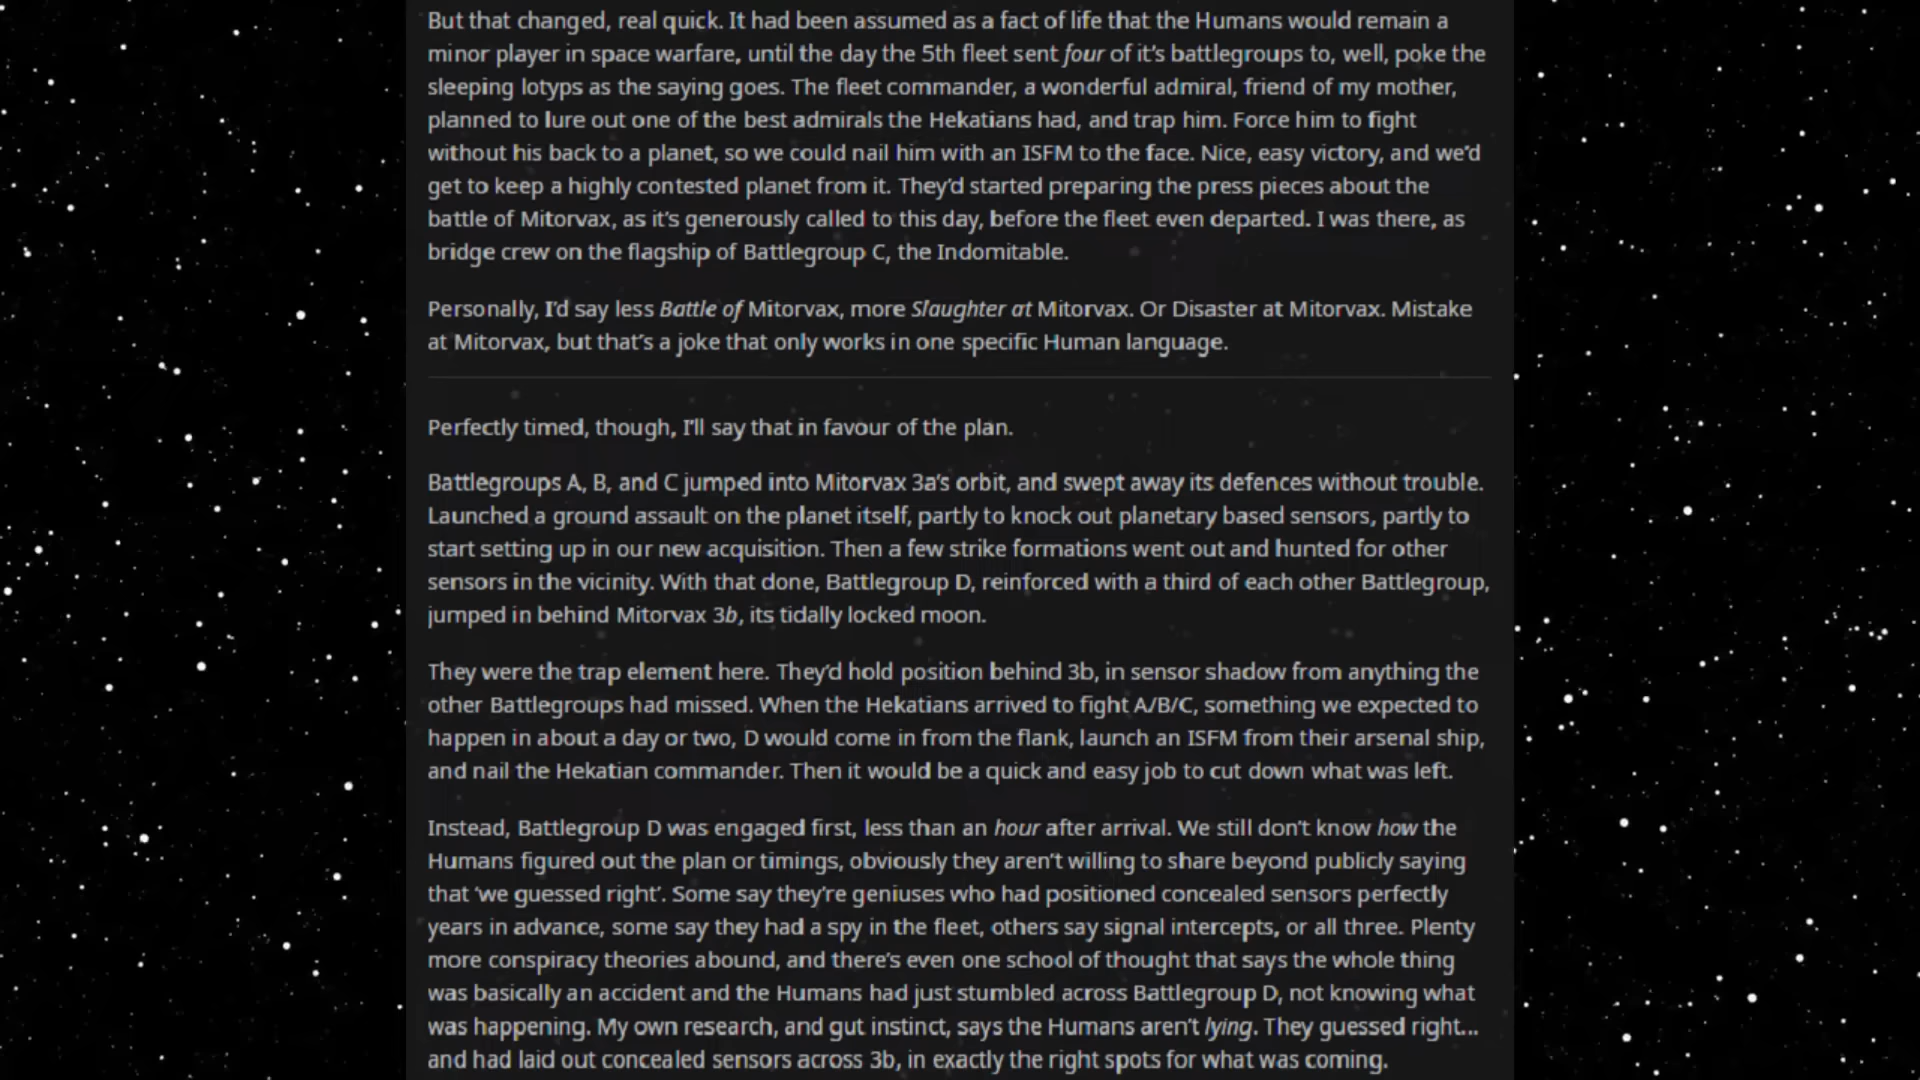 But that changed, real quick. It had been assumed as a fact of life that the Humans would remain a
minor player in space warfare, until the day the 5th fleet sent four of it's battlegroups to, well, poke the
sleeping lotyps as the saying goes. The fleet commander, a wonderful admiral, friend of my mother,
planned to lure out one of the best admirals the Hekatians had, and trap him. Force him to fight
without his back to a planet, so we could nail him with an ISFM to the face. Nice, easy victory, and we'd
get to keep a highly contested planet from it. They'd started preparing the press pieces about the
battle of Mitorvax, as it's generously called to this day, before the fleet even departed. I was there, as
bridge crew on the flagship of Battlegroup C, the Indomitable.
Personally, I'd say less Battle of Mitorvax, more Slaughter at Mitorvax. Or Disaster at Mitorvax. Mistake
at Mitorvax, but that's a joke that only works in one specific Human language.
Perfectly timed, though, I'll say that in favour of the plan.
Battlegroups A, B, and C jumped into Mitorvax 3a's orbit, and swept away its defences without trouble.
Launched a ground assault on the planet itself, partly to knock out planetary based sensors, partly to
start setting up in our new acquisition. Then a few strike formations went out and hunted for other
sensors in the vicinity. With that done, Battlegroup D, reinforced with a third of each other Battlegroup,
jumped in behind Mitorvax 3b, its tidally locked moon.
They were the trap element here. They'd hold position behind 3b, in sensor shadow from anything the
other Battlegroups had missed. When the Hekatians arrived to fight A/B/C, something we expected to
happen in about a day or two, D would come in from the flank, launch an ISFM from their arsenal ship,
and nail the Hekatian commander. Then it would be a quick and easy job to cut down what was left.
Instead, Battlegroup D was engaged first, less than an hour after arrival. We still don't know how the
Humans figured out the plan or timings, obviously they aren't willing to share beyond publicly saying
that 'we guessed right'. Some say they're geniuses who had positioned concealed sensors perfectly
years in advance, some say they had a spy in the fleet, others say signal intercepts, or all three. Plenty
more conspiracy theories abound, and there's even one school of thought that says the whole thing
was basically an accident and the Humans had just stumbled across Battlegroup D, not knowing what
was happening. My own research, and gut instinct, says the Humans aren't lying. They guessed right...
and had laid out concealed sensors across 3b, in exactly the right spots for what was coming.